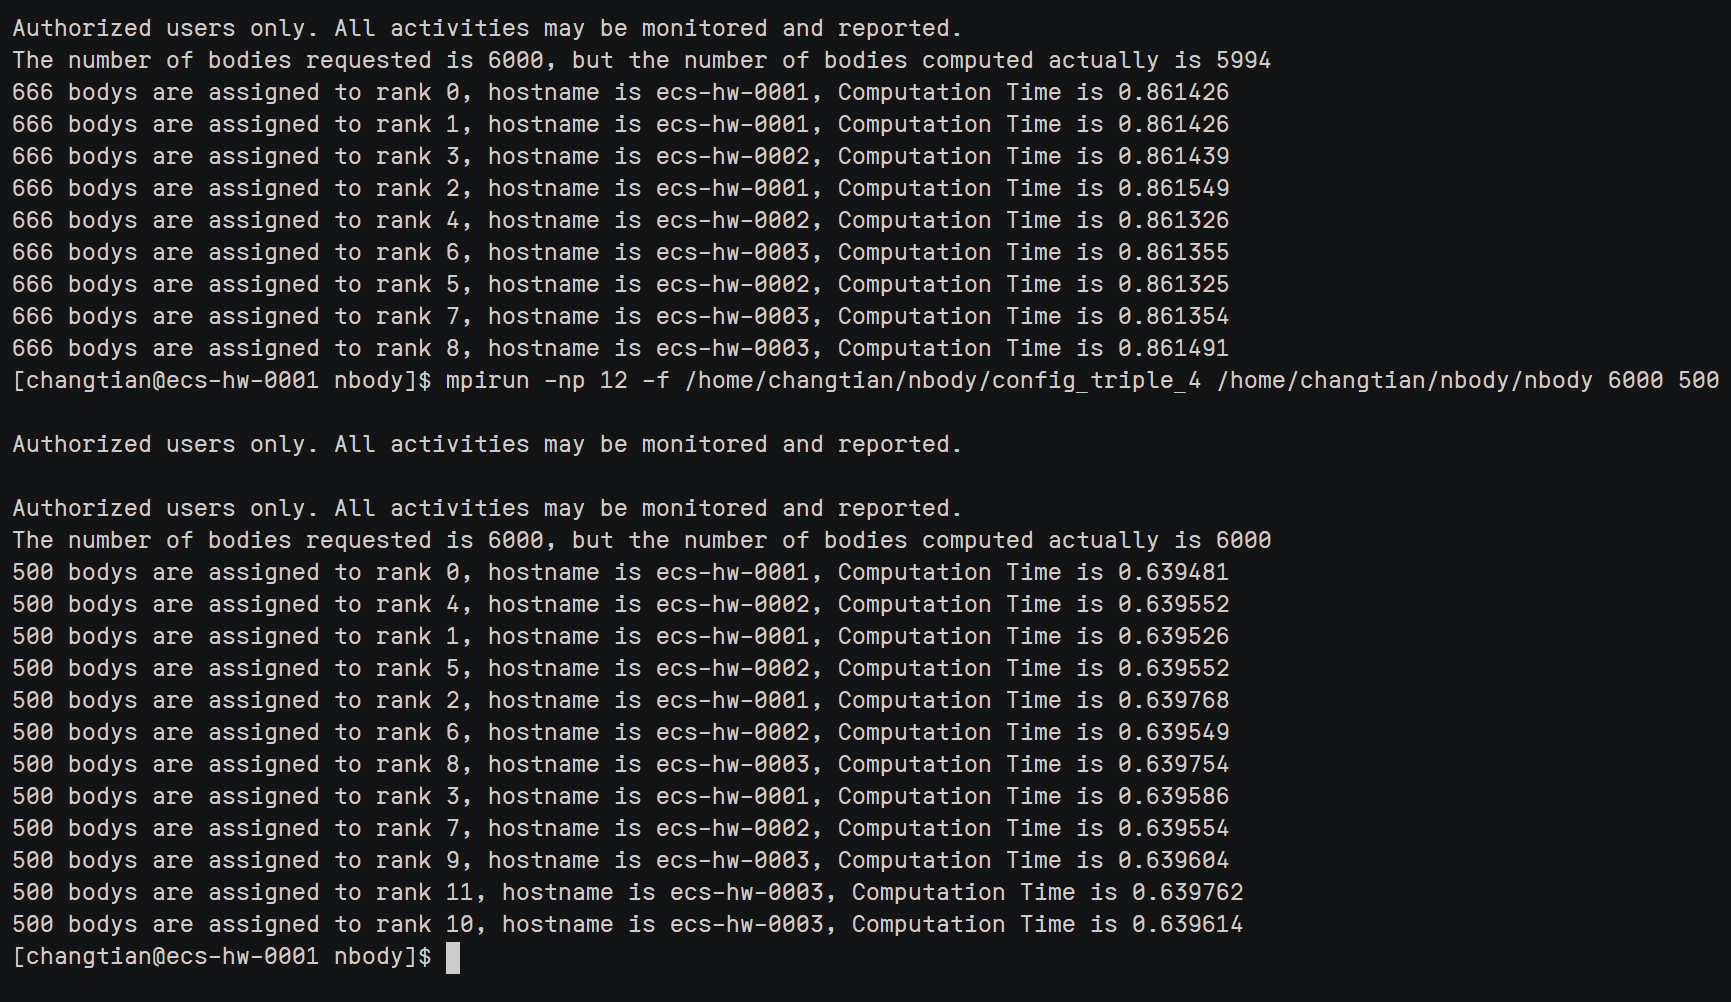 Authorized users only. All activities may be monitored and reported.
The number of bodies requested is 6000, but the number of bodies computed actually is 5994
666 bodys are assigned to rank 0, hostname is ecs-hw-0001, Computation Time is 0.861426
666 bodys are assigned to rank 1, hostname is ecs-hw-0001, Computation Time is 0.861426
666 bodys are assigned to rank 3, hostname is ecs-hw-0002, Computation Time is 0.861439
666 bodys are assigned to rank 2, hostname is ecs-hw-0001, Computation Time is 0.861549
666 bodys are assigned to rank 4, hostname is ecs-hw-0002, Computation Time is 0.861326
666 bodys are assigned to rank 6, hostname is ecs-hw-0003, Computation Time is 0.861355
666 bodys are assigned to rank 5, hostname is ecs-hw-0002, Computation Time is 0.861325
666 bodys are assigned to rank 7, hostname is ecs-hw-0003, Computation Time is 0.861354
666 bodys are assigned to rank 8, hostname is ecs-hw-0003, Computation Time is 0.861491
[changtian@ecs-hw-0001 nbody]$ mpirun -np 12 -f /home/changtian/nbody/config_triple_4 /home/changtian/nbody/nbody 6000 500
Authorized users only. All activities may be monitored and reported.
Authorized users only. All activities may be monitored and reported.
The number of bodies requested is 6000, but the number of bodies computed actually is 6000
500 bodys are assigned to rank 0, hostname is ecs-hw-0001, Computation Time is 0.639481
500 bodys are assigned to rank 4, hostname is ecs-hw-0002, Computation Time is 0.639552
500 bodys are assigned to rank 1, hostname is ecs-hw-0001, Computation Time is 0.639526
500 bodys are assigned to rank 5, hostname is ecs-hw-0002, Computation Time is 0.639552
500 bodys are assigned to rank 2, hostname is ecs-hw-0001, Computation Time is 0.639768
500 bodys are assigned to rank 6, hostname is ecs-hw-0002, Computation Time is 0.639549
500 bodys are assigned to rank 8, hostname is ecs-hw-0003, Computation Time is 0.639754
500 bodys are assigned to rank 3, hostname is ecs-hw-0001, Computation Time is 0.639586
500 bodys are assigned to rank 7, hostname is ecs-hw-0002, Computation Time is 0.639554
500 bodys are assigned to rank 9, hostname is ecs-hw-0003, Computation Time is 0.639604
500 bodys are assigned to rank 11, hostname is ecs-hw-0003, Computation Time is 0.639762
500 bodys are assigned to rank 10, hostname is ecs-hw-0003, Computation Time is 0.639614
[changtian@ecs-hw-0001 nbody]$